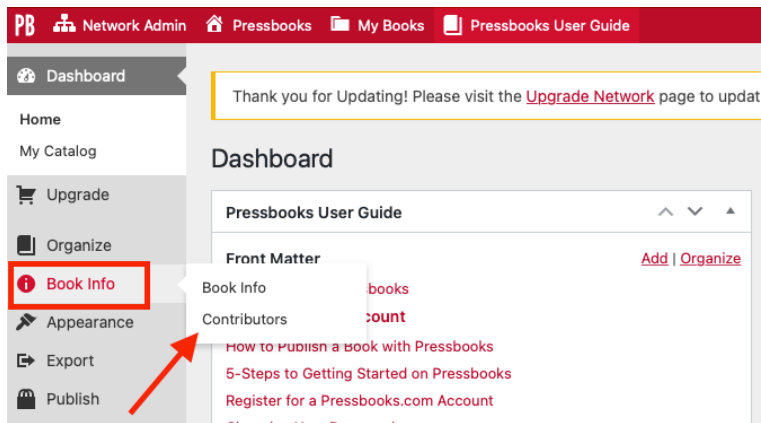 PB Network Admin Pressbooks My Books Pressbooks User Guide
Dashboard
Home
My Catalog
Upgrade
Organize
Book Info
Appearance
Export
Publish
Thank you for Updating! Please visit the Upgrade Network page to updat
Dashboard
Pressbooks User Guide
Front Matter
Add | Organize
Book Info
Contributors
How to Publish a Book with Pressbooks
5-Steps to Getting Started on Pressbooks
Register for a Pressbooks.com Account